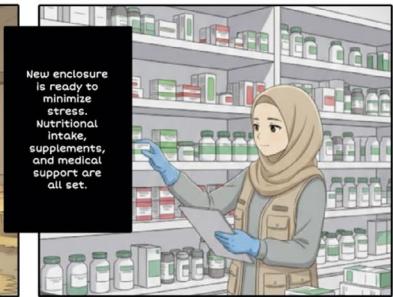 New enclosure
is ready to
minimize
stress.
Nutritional
intake,
supplements,
and medical
support are
all set.